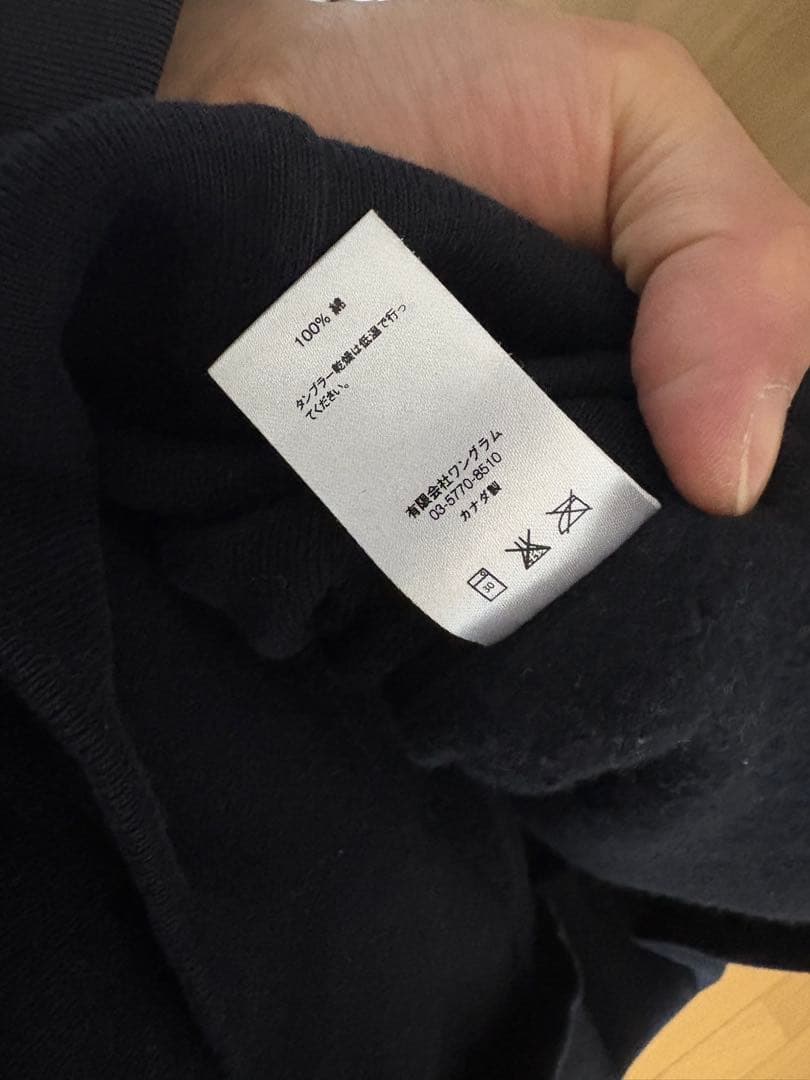 100% 綿
タンブラー乾燥は低温で行っ
てください。
有限会社ワングラム
03-5770-8510
カナダ製
30